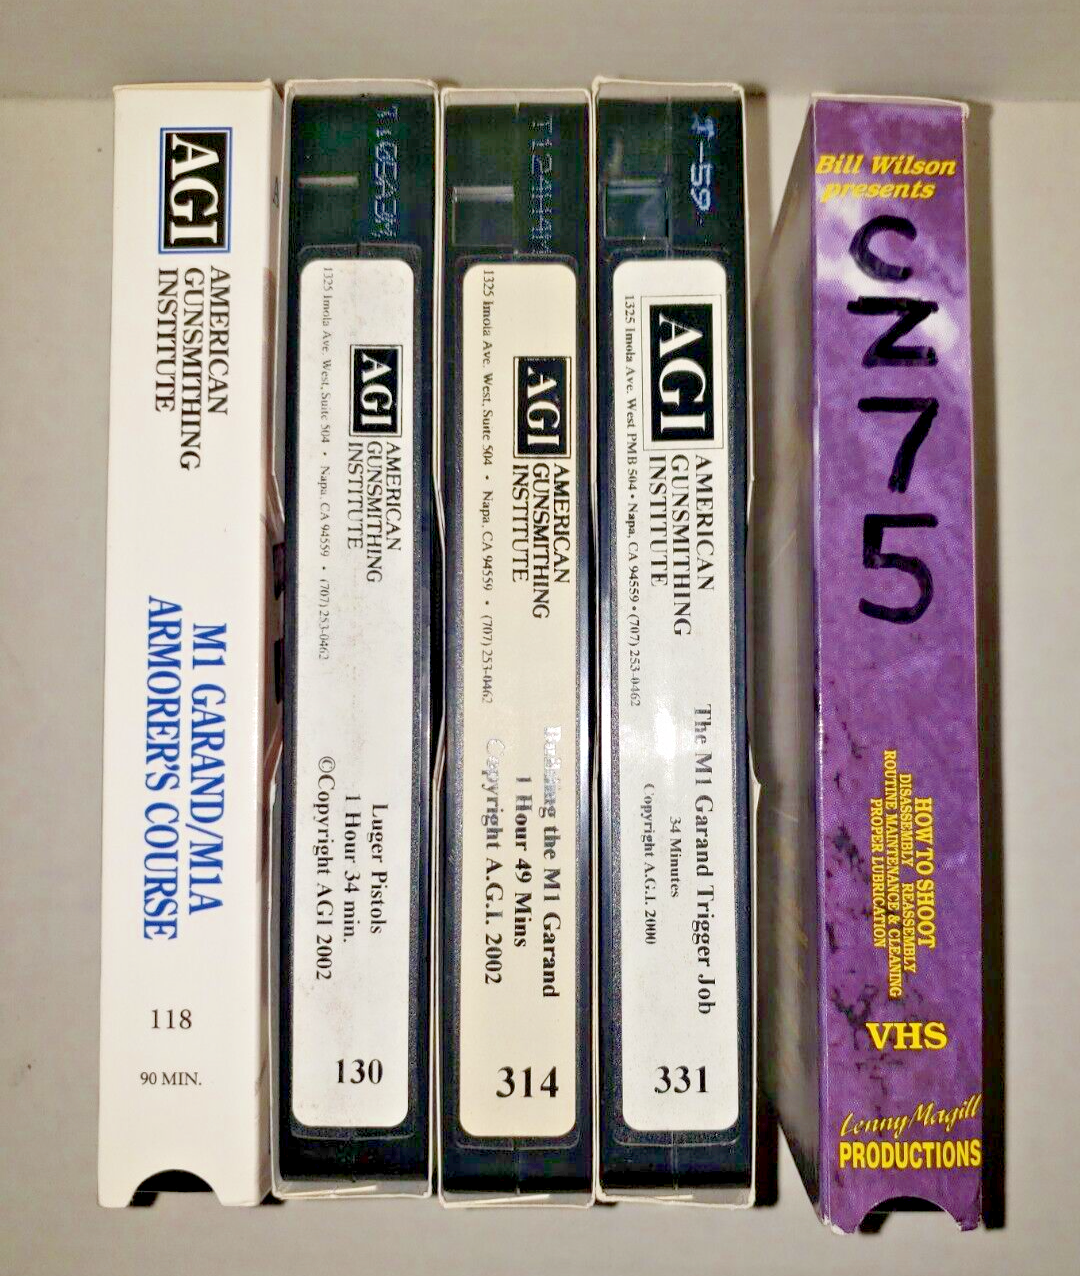 AGI
AMERICAN
GUNSMITHING
INSTITUTE
M1 GARAND/M1A
ARMORER'S COURSE
118
90 MIN.
AGI
AMERICAN
GUNSMITHING
INSTITUTE
1325 Imola Ave. West, Suite 504 • Napa, CA 94559 • (707) 253-0462
Luger Pistols
1 Hour 34 min.
©Copyright AGI 2002
130
AGI
AMERICAN
GUNSMITHING
INSTITUTE
1325 Imola Ave. West, Suite 504 • Napa, CA 94559 • (707) 253-0462
the M1 Garand
1 Hour 49 Mins
Copyright A.G.I. 2002
314
J-59
AGI
AMERICAN
GUNSMITHING
INSTITUTE
1325 Imola Ave. West PMB 504 • Napa, CA 94559 • (707) 253-0462
The M1 Garand Trigger Job
34 Minutes
Copyright A.G.I. 2000
331
Bill Wilson
presents
CZ75
HOW TO SHOOT
DISASSEMBLY REASSEMBLY
ROUTINE MAINTENANCE & CLEANING
PROPER LUBRICATION
VHS
Lenny Magill
PRODUCTIONS